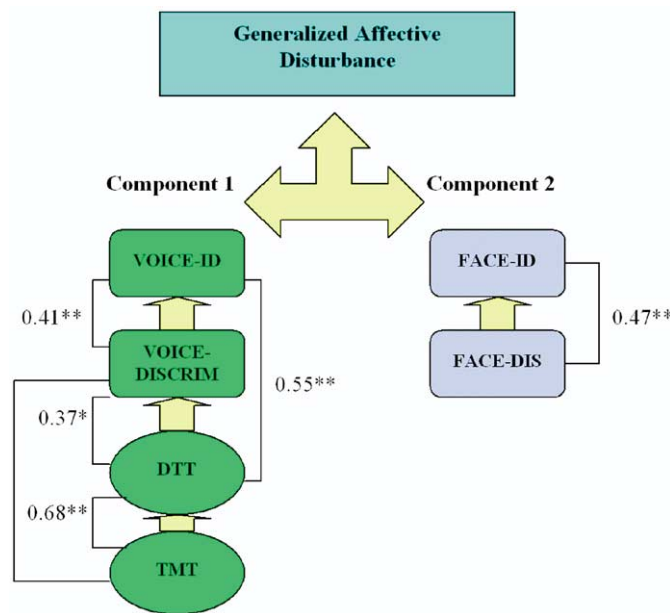 Generalized Affective
Disturbance
Component 1
Component 2
VOICE-ID
FACE-ID
0.41**
0.47**
VOICE-
DISCRIM
FACE-DIS
0.55**
0.37*
DTT
0.68**
TMT